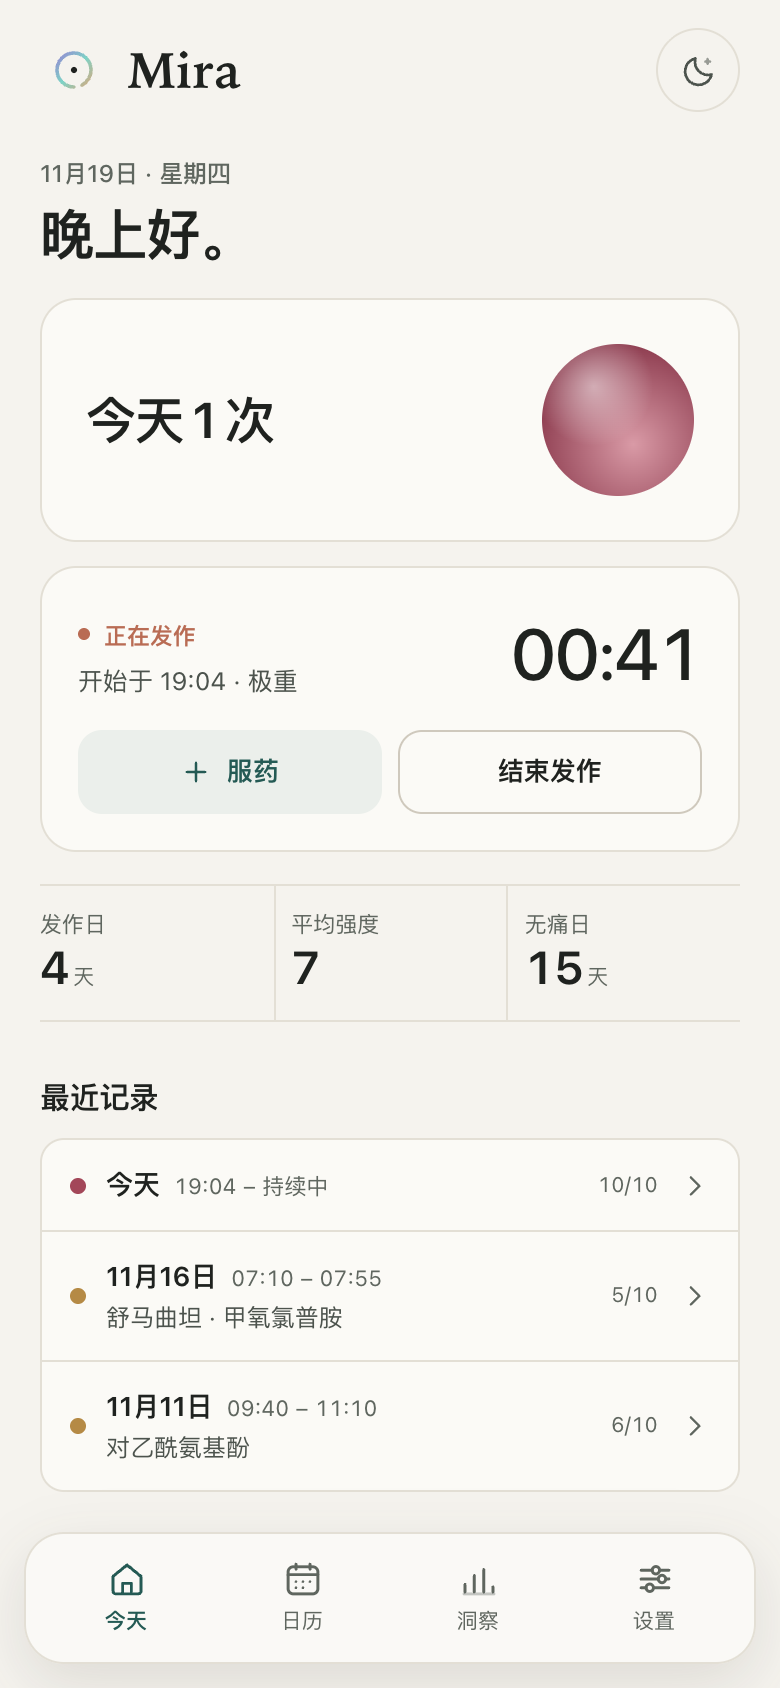 Mira
11月19日 · 星期四
晚上好。
今天 1 次
正在发作
00:41
开始于 19:04 · 极重
服药
结束发作
发作日
4 天
平均强度
7
无痛日
15 天
最近记录
今天 19:04 – 持续中 10/10
11月16日 07:10 – 07:55 5/10
舒马曲坦 · 甲氧氯普胺
11月11日 09:40 – 11:10 6/10
对乙酰氨基酚
今天 日历 洞察 设置